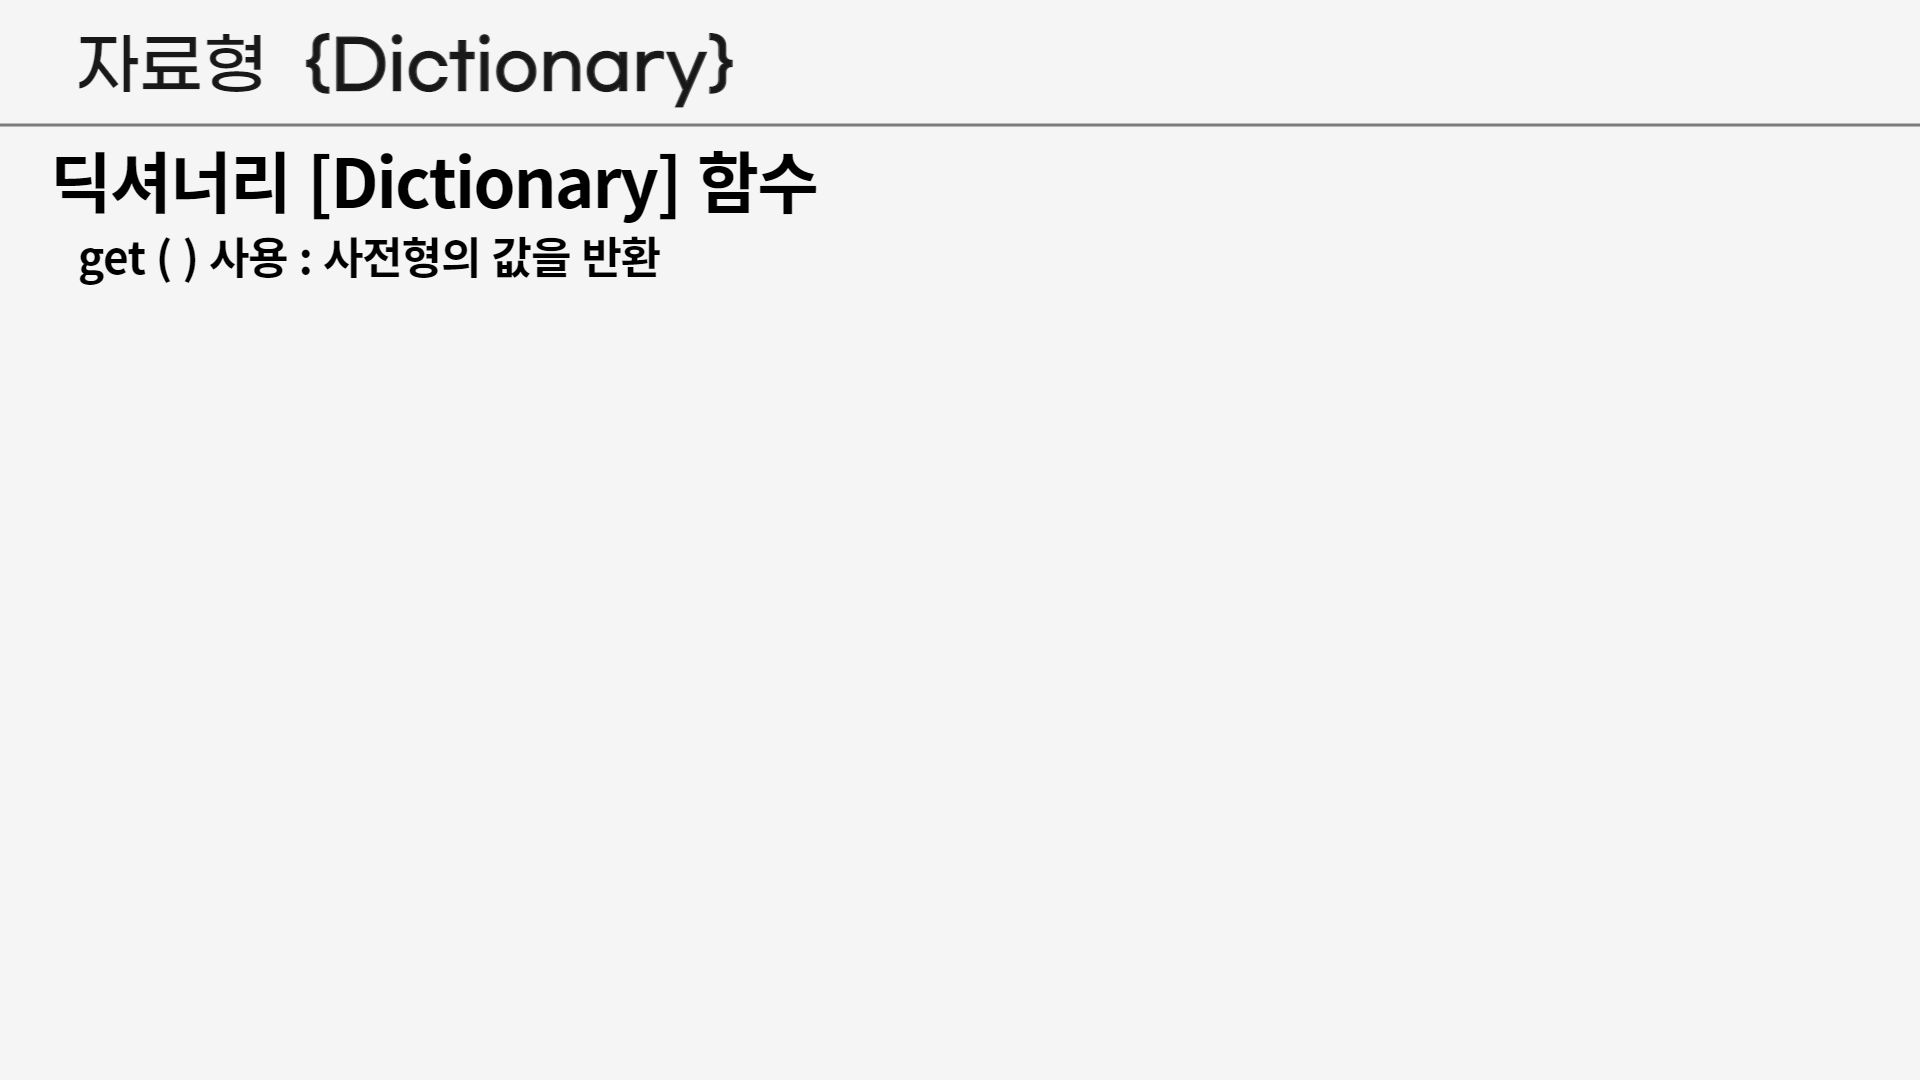 자료형 {Dictionary}
딕셔너리 [Dictionary] 함수
get ( ) 사용 : 사전형의 값을 반환